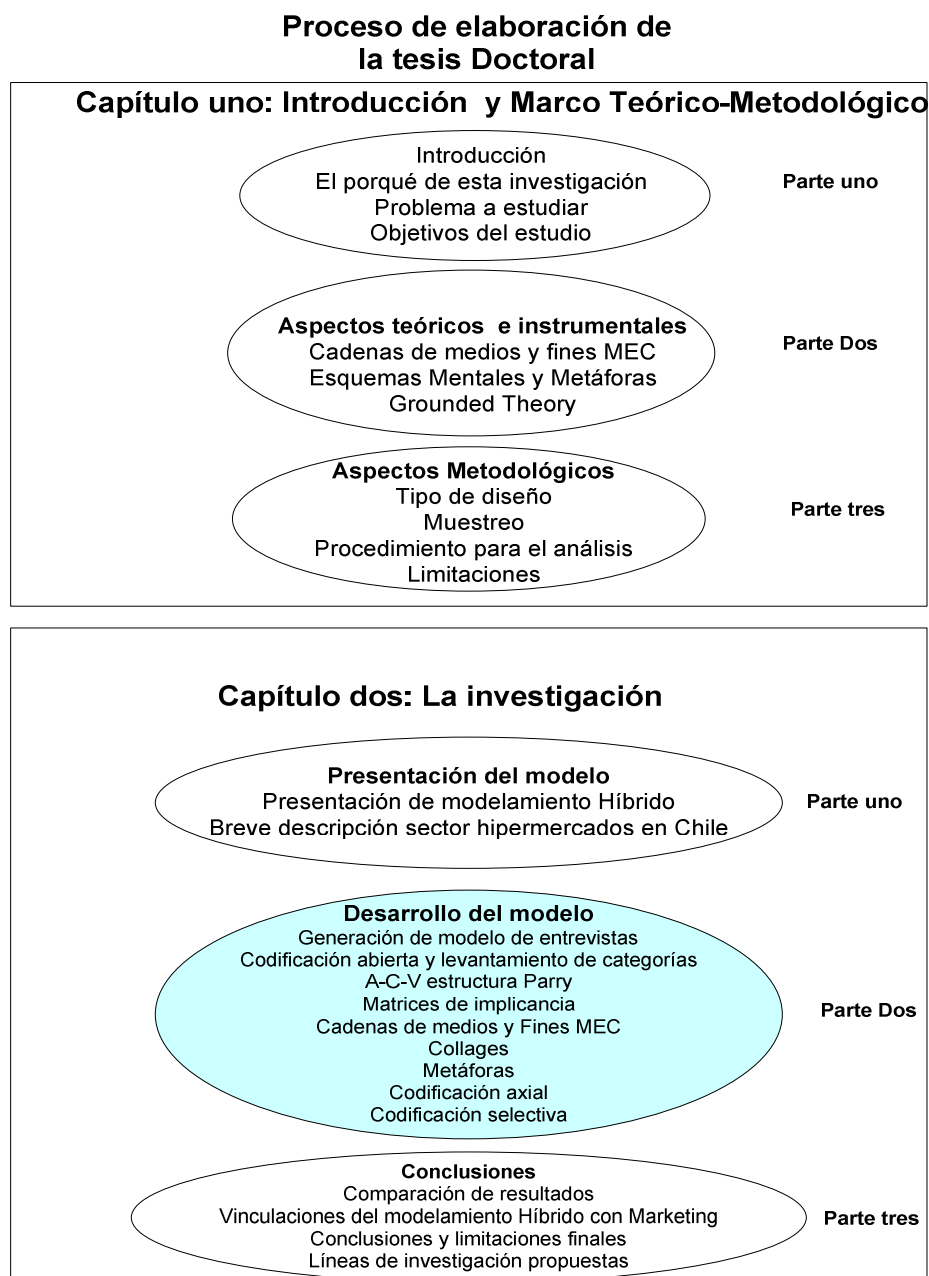 Proceso de elaboración de
la tesis Doctoral
Capítulo uno: Introducción y Marco Teórico-Metodológico
Introducción
El porqué de esta investigación
Problema a estudiar
Objetivos del estudio
Parte uno
Aspectos teóricos e instrumentales
Cadenas de medios y fines MEC
Esquemas Mentales y Metáforas
Grounded Theory
Parte Dos
Aspectos Metodológicos
Tipo de diseño
Muestreo
Procedimiento para el análisis
Limitaciones
Parte tres
Capítulo dos: La investigación
Presentación del modelo
Presentación de modelamiento Híbrido
Breve descripción sector hipermercados en Chile
Parte uno
Desarrollo del modelo
Generación de modelo de entrevistas
Codificación abierta y levantamiento de categorías
A-C-V estructura Parry
Matrices de implicancia
Cadenas de medios y Fines MEC
Collages
Metáforas
Codificación axial
Codificación selectiva
Parte Dos
Conclusiones
Comparación de resultados
Vinculaciones del modelamiento Híbrido con Marketing
Conclusiones y limitaciones finales
Líneas de investigación propuestas
Parte tres